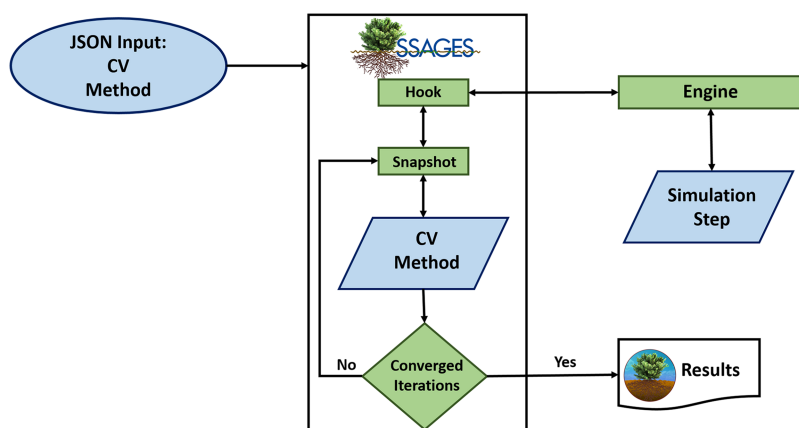 JSON Input:
CV
Method
SSAGES
Hook
Engine
Snapshot
Simulation
Step
CV
Method
No
Converged
Iterations
Yes
Results